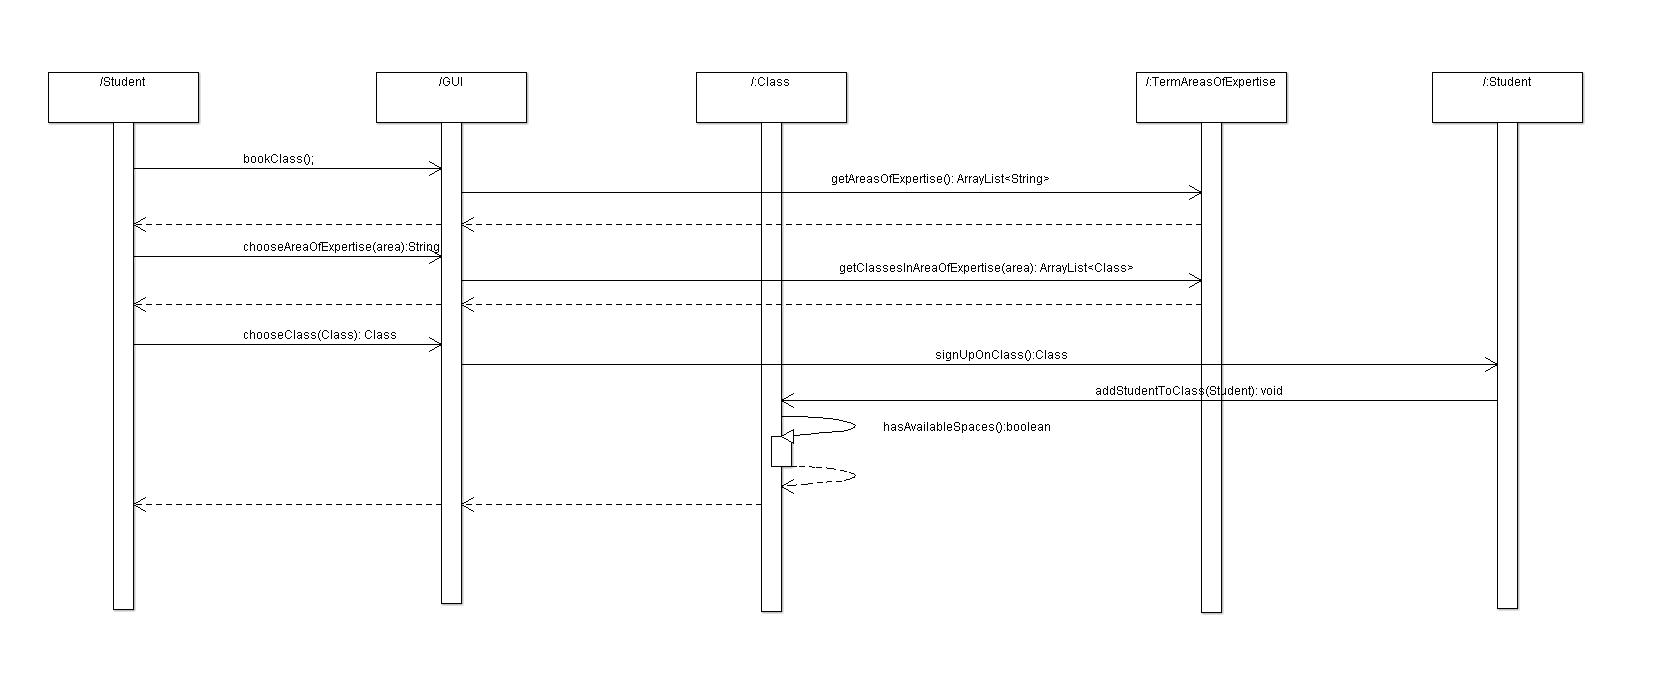 /Student
/GUI
/:Class
/:TermAreasOfExpertise
/:Student
bookClass();
getAreasOfExpertise(): ArrayList<String>
chooseAreaOfExpertise(area):String
getClassesInAreaOfExpertise(area): ArrayList<Class>
chooseClass(Class): Class
signUpOnClass():Class
addStudentToClass(Student): void
hasAvailableSpaces():boolean